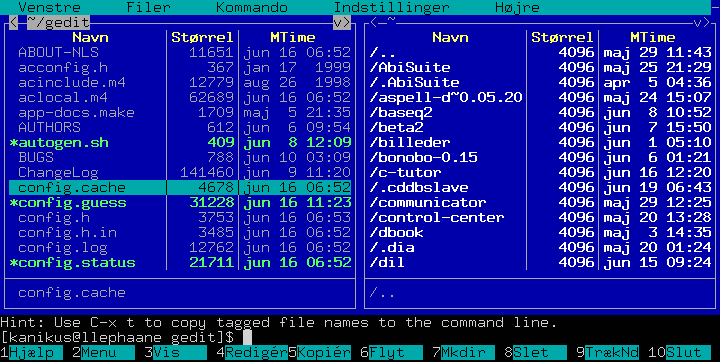 Venstre Filer Kommando Indstillinger Højre
<─~/gedit v> <─~ v>
Navn Størrel MTime Navn Størrel MTime
ABOUT-NLS 11651 jun 16 06:52 /.. 4096 maj 29 11:43
acconfig.h 367 jan 17 1999 /AbiSuite 4096 maj 25 21:29
acinclude.m4 12779 aug 26 1998 /.AbiSuite 4096 apr 5 04:36
aclocal.m4 62689 jun 16 06:52 /aspell-d~0.05.20 4096 maj 24 15:07
app-docs.make 1709 maj 5 21:35 /baseq2 4096 jun 8 10:52
AUTHORS 612 jun 6 09:54 /beta2 4096 jun 7 15:50
*autogen.sh 409 jun 8 12:09 /billeder 4096 jun 1 05:10
BUGS 788 jun 10 03:09 /bonobo-0.15 4096 jun 6 01:21
ChangeLog 141460 jun 9 11:20 /c-tutor 4096 jun 16 12:20
config.cache 4678 jun 16 06:52 /.cddbslave 4096 jun 19 06:43
*config.guess 31228 jun 16 11:23 /communicator 4096 maj 29 12:25
config.h 3753 jun 16 06:53 /control-center 4096 maj 20 13:28
config.h.in 3485 jun 16 06:52 /dbook 4096 maj 3 14:35
config.log 12762 jun 16 06:52 /.dia 4096 maj 20 01:24
*config.status 21711 jun 16 06:52 /dil 4096 jun 15 09:24
config.cache /..
Hint: Use C-x t to copy tagged file names to the command line.
[kanikus@llephaane gedit]$
1Hjælp 2Menu 3Vis 4Redigér 5Kopiér 6Flyt 7Mkdir 8Slet 9TrækNd 10Slut